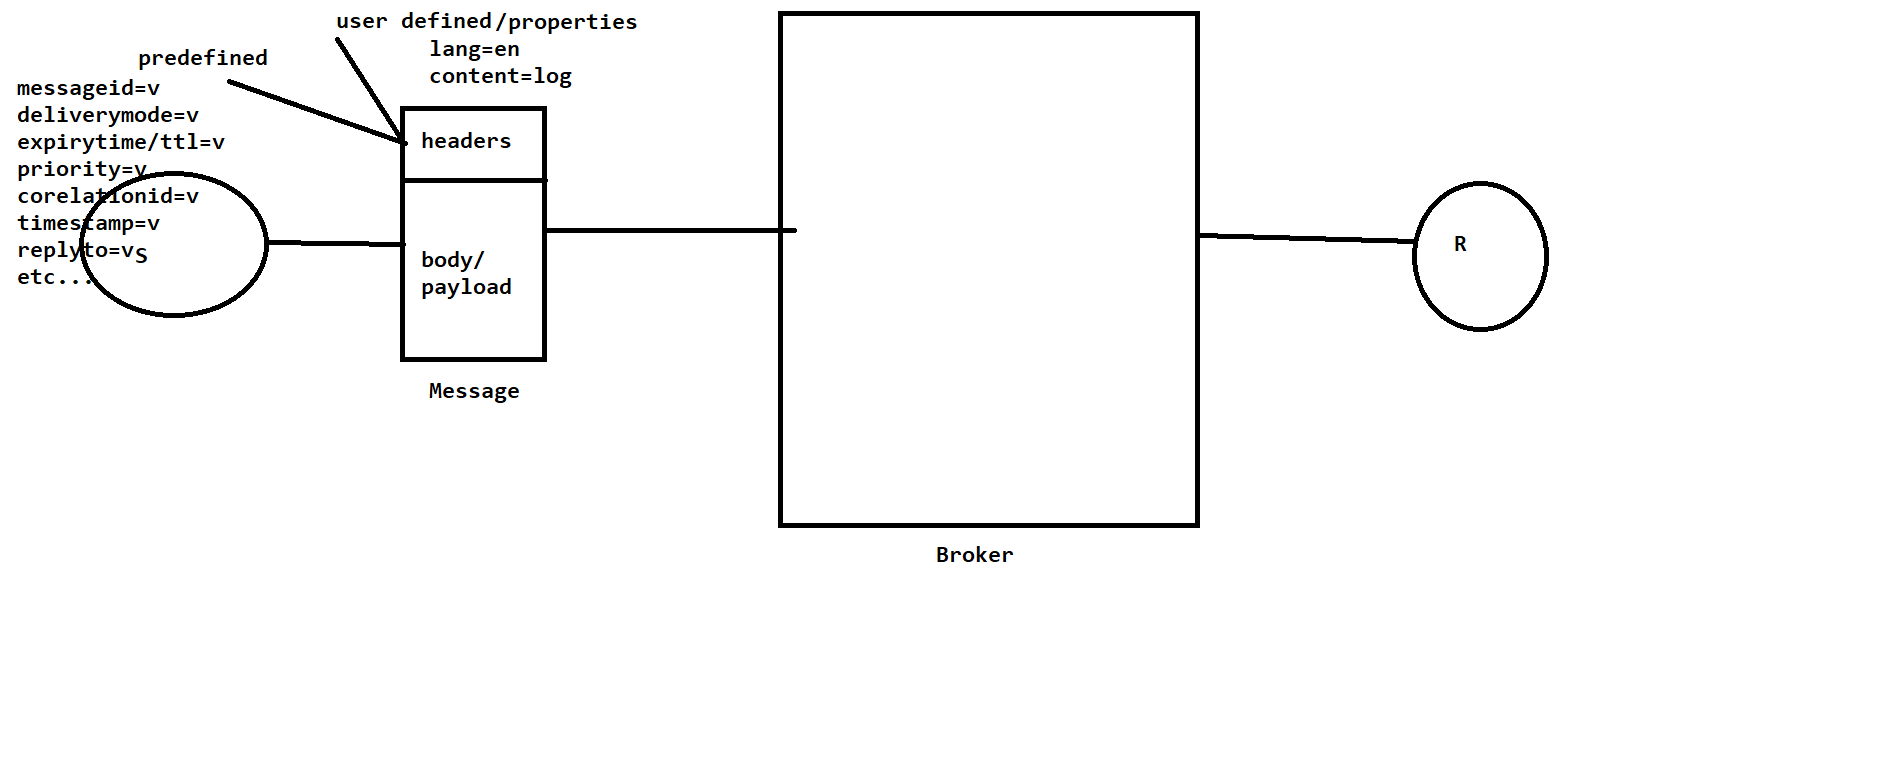 user defined/properties
lang=en
content=log
predefined
messageid=v
deliverymode=v
expirytime/ttl=v
priority=v
corelationid=v
timestamp=v
replyto=v
etc...
S
headers
body/
payload
Message
R
Broker